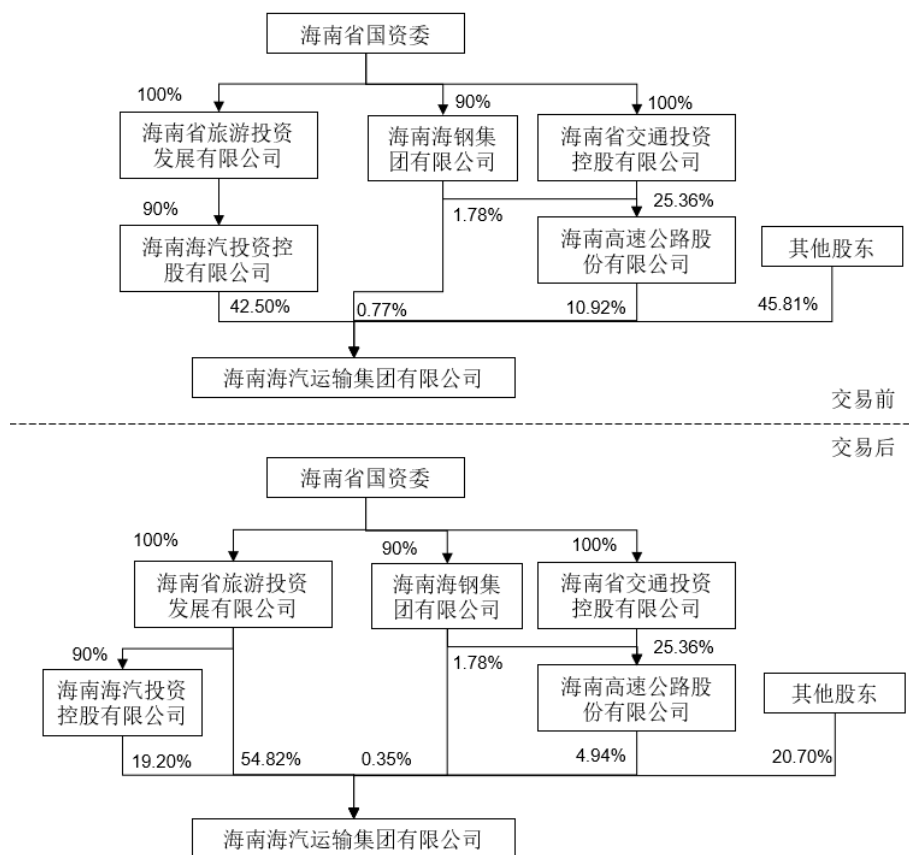 海南省国资委
100%
90%
100%
海南省旅游投资
发展有限公司
海南海钢集
团有限公司
海南省交通投资
控股有限公司
90%
1.78%
25.36%
海南海汽投资控
股有限公司
海南高速公路股
份有限公司
其他股东
42.50%
0.77%
10.92%
45.81%
海南海汽运输集团有限公司
交易前
交易后
海南省国资委
100%
90%
100%
海南省旅游投资
发展有限公司
海南海钢集
团有限公司
海南省交通投资
控股有限公司
90%
1.78%
25.36%
海南海汽投资
控股有限公司
海南高速公路股
份有限公司
其他股东
19.20%
54.82%
0.35%
4.94%
20.70%
海南海汽运输集团有限公司